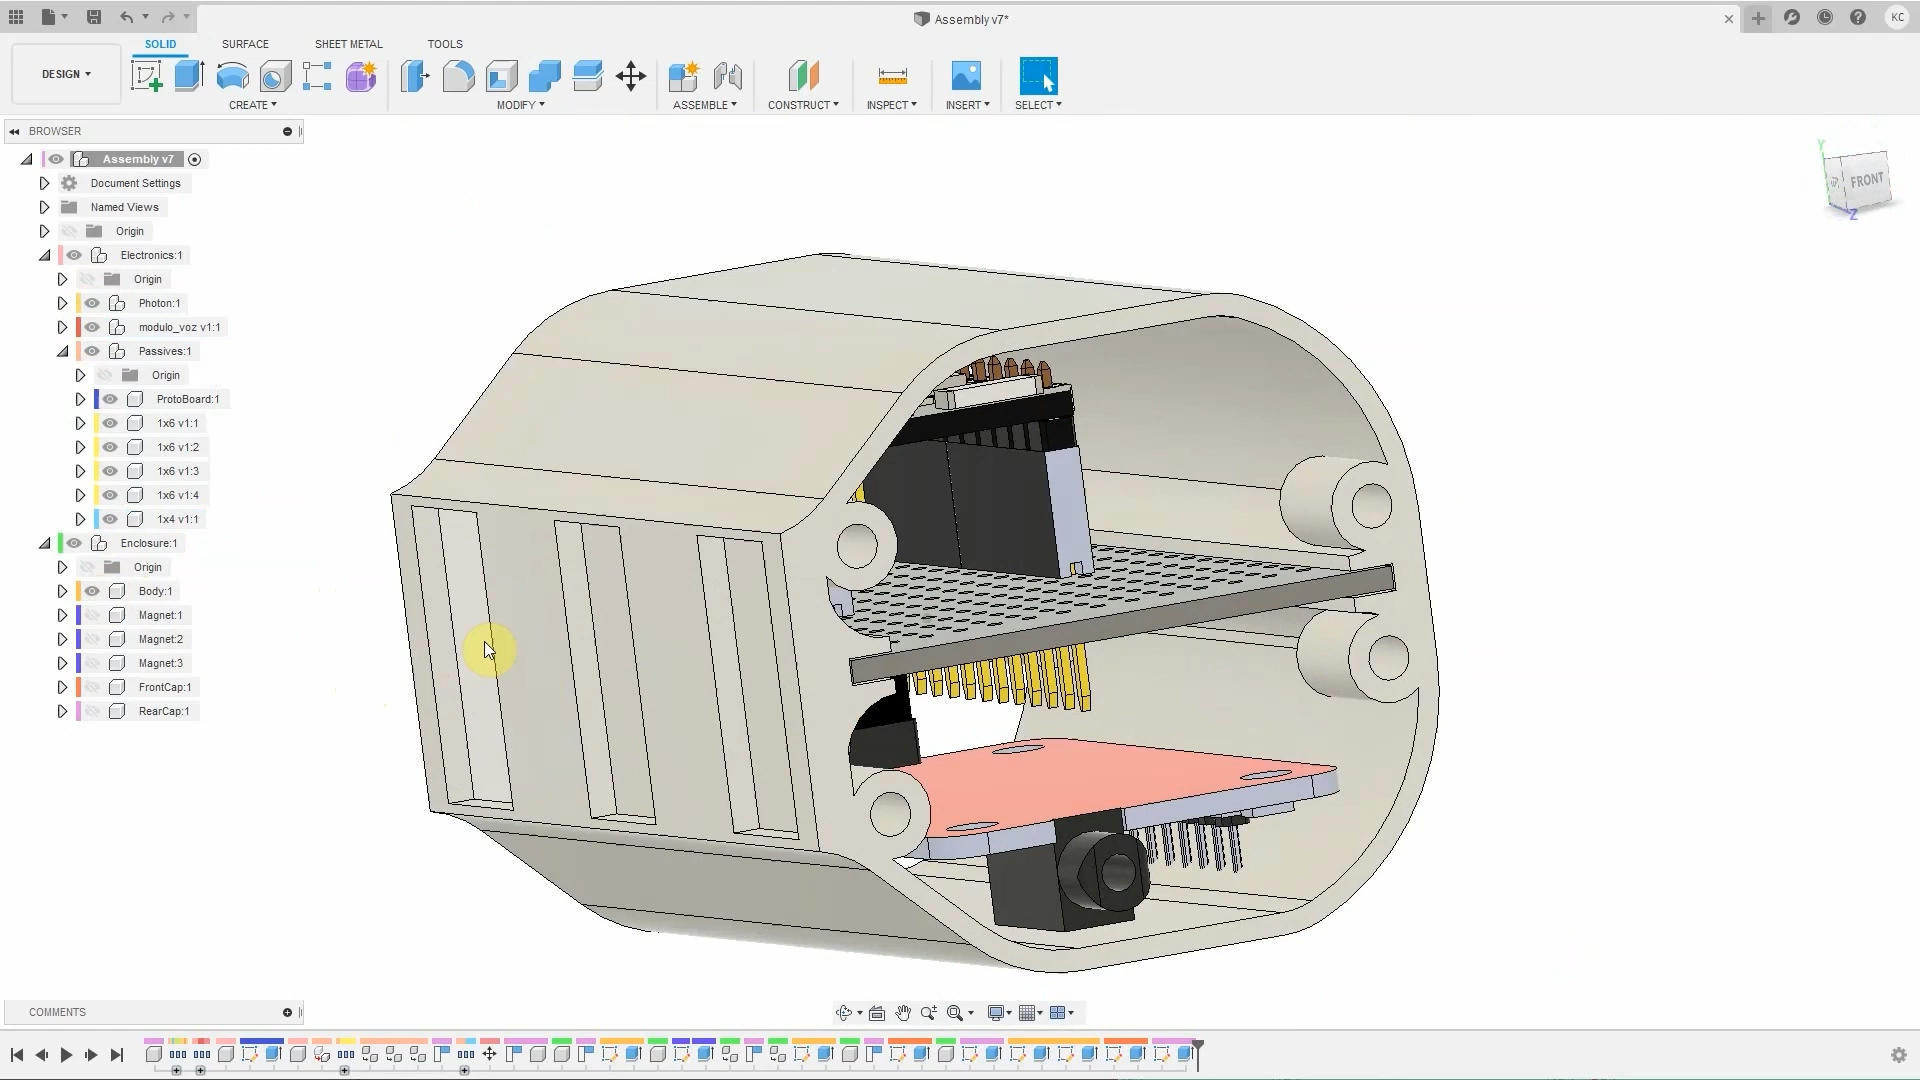 Assembly v7*
KC
DESIGN
SOLID
SURFACE
SHEET METAL
TOOLS
CREATE
MODIFY
ASSEMBLE
CONSTRUCT
INSPECT
INSERT
SELECT
BROWSER
Assembly v7
Document Settings
Named Views
Origin
Electronics:1
Origin
Photon:1
modulo_voz v1:1
Passives:1
Origin
ProtoBoard:1
1x6 v1:1
1x6 v1:2
1x6 v1:3
1x6 v1:4
1x4 v1:1
Enclosure:1
Origin
Body:1
Magnet:1
Magnet:2
Magnet:3
FrontCap:1
RearCap:1
Y
FRONT
Z
COMMENTS